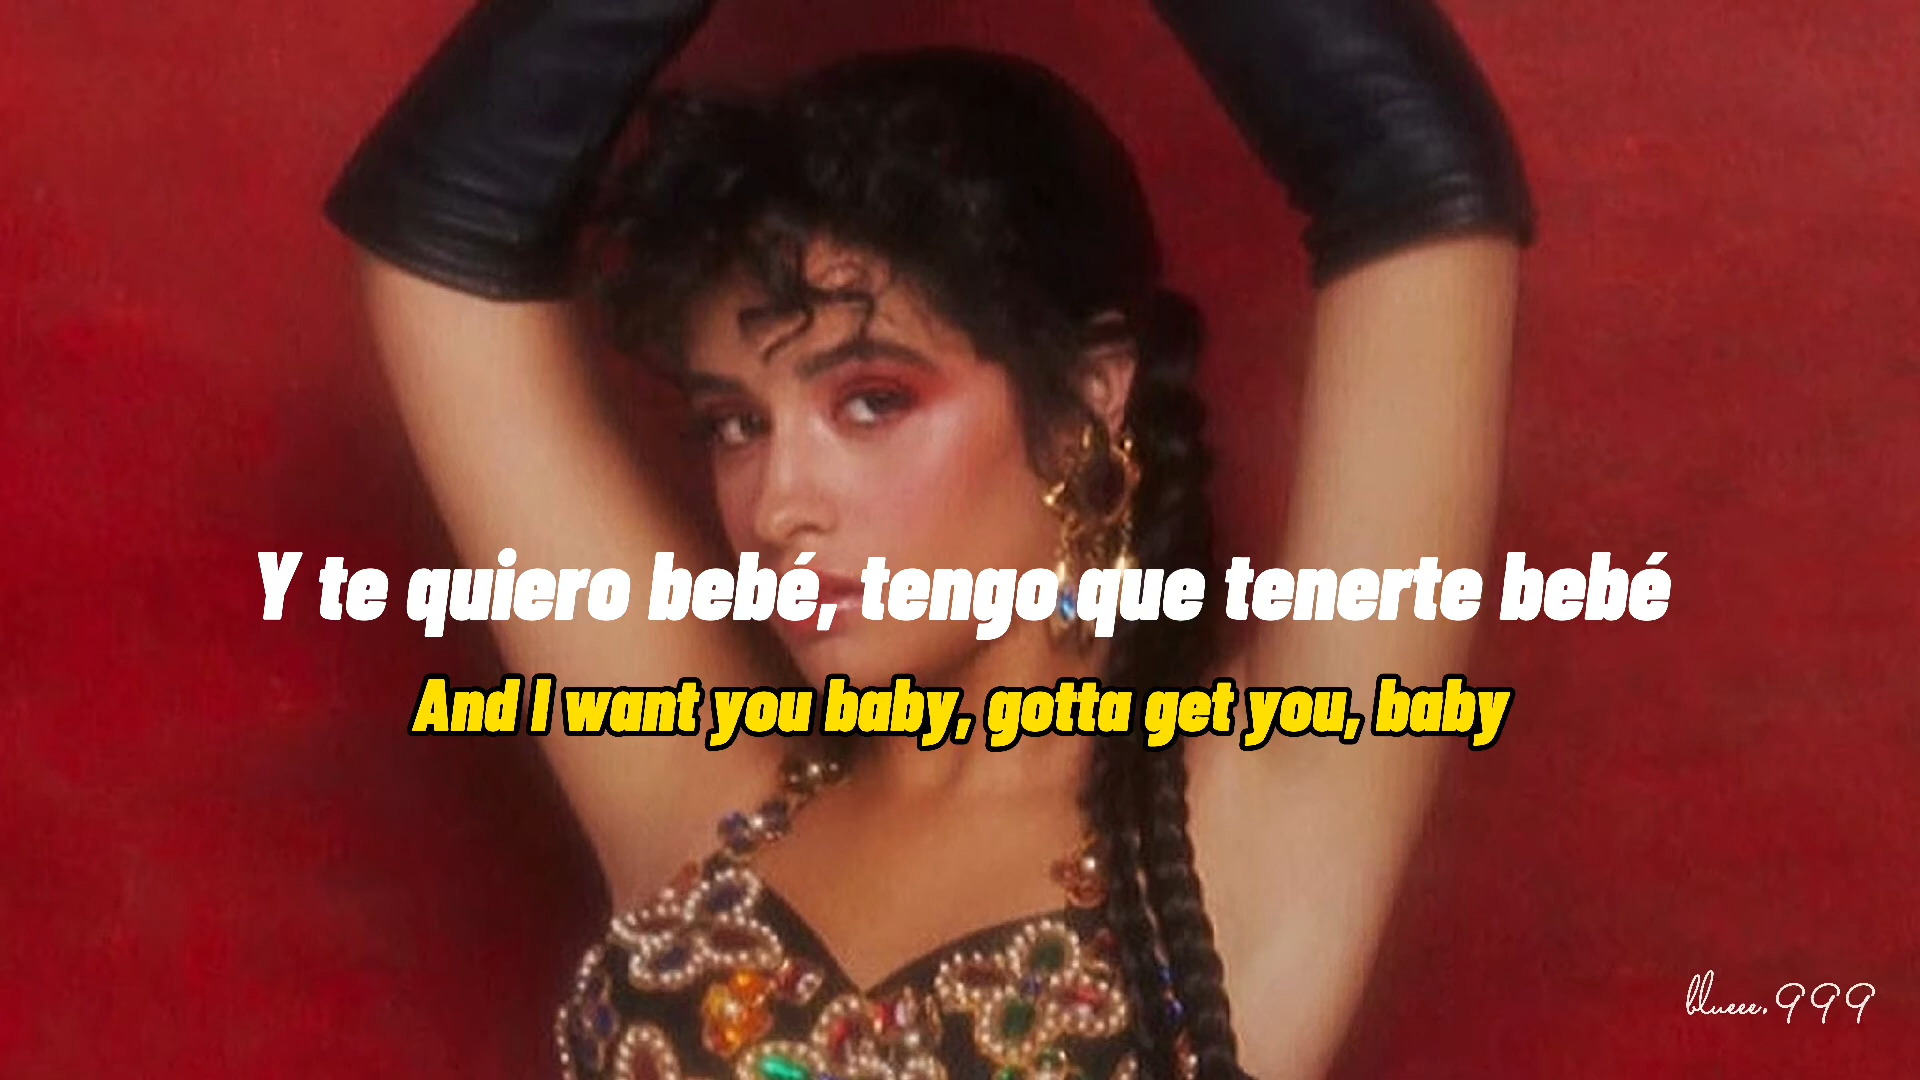 Y te quiero bebé, tengo que tenerte bebé
And I want you baby, gotta get you, baby
blueee.999